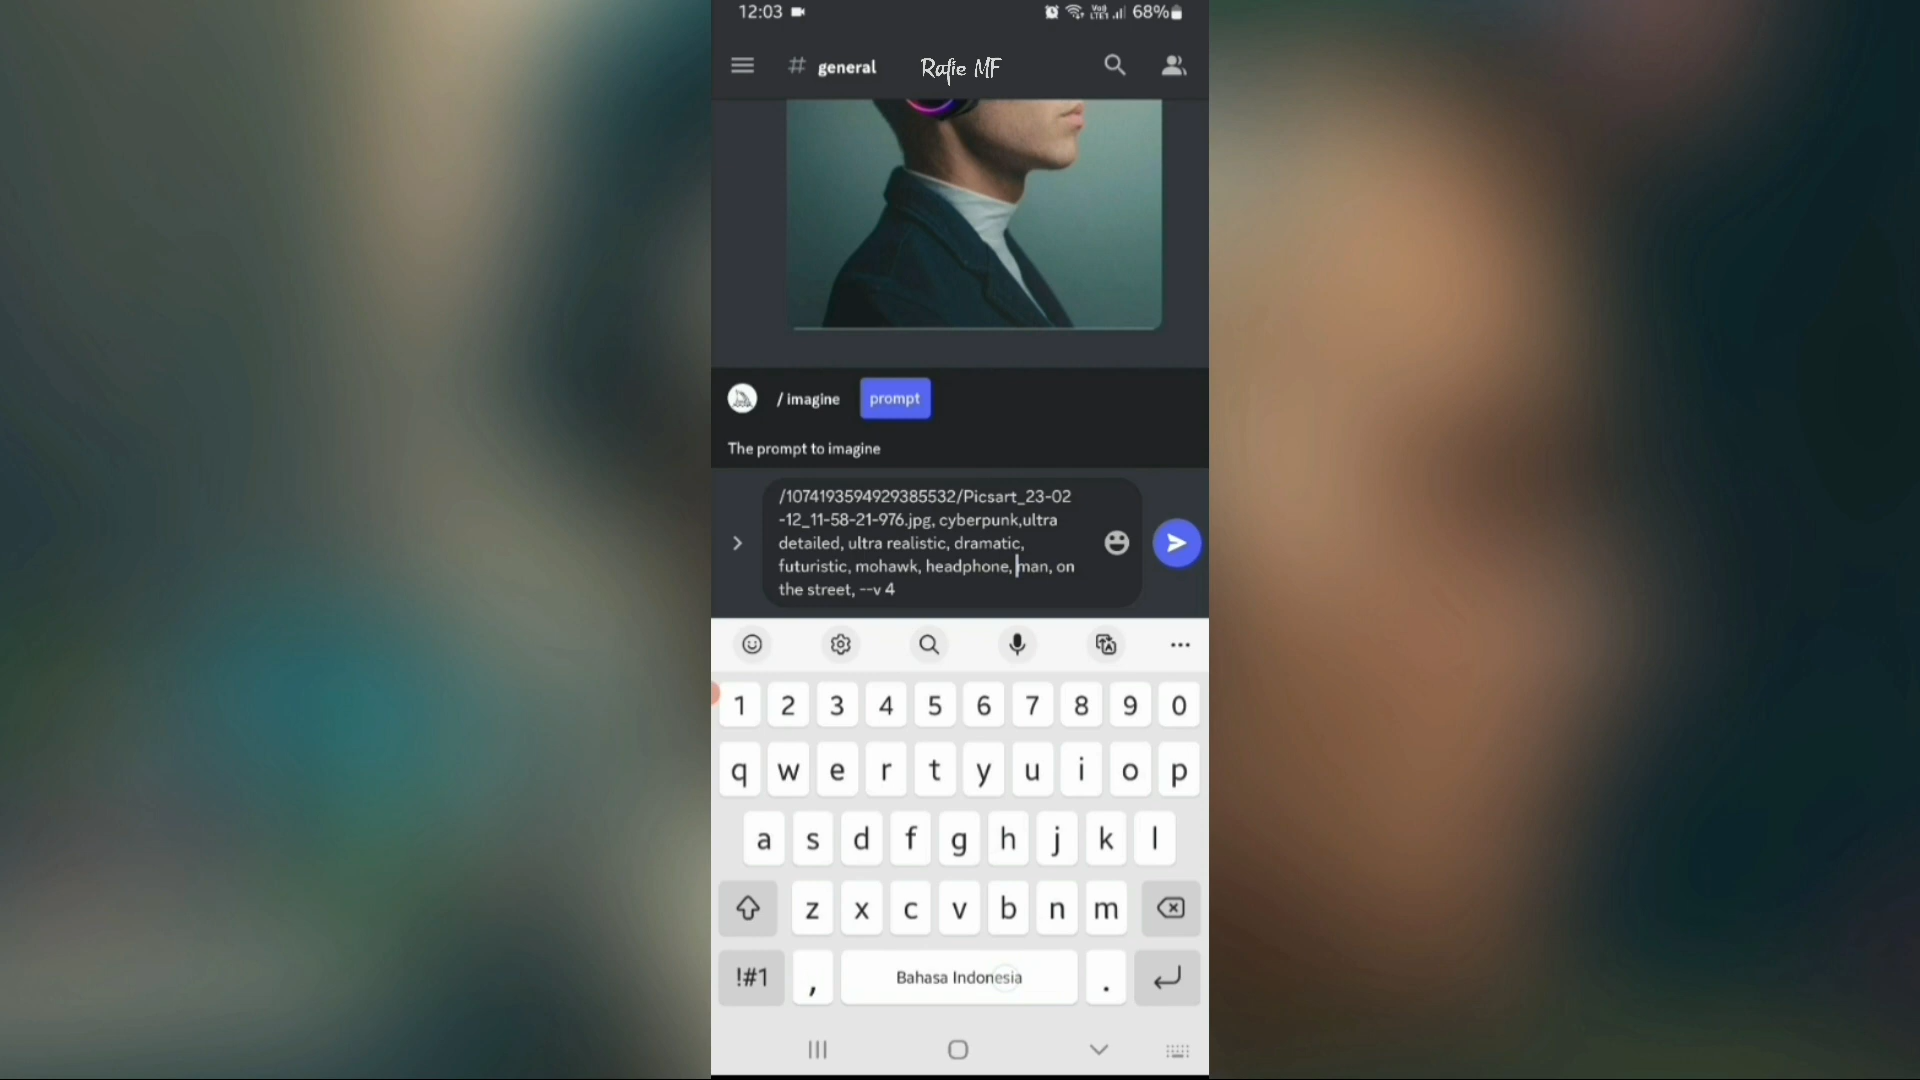 12:03
Vo)) LTE1 68%
# general Rafie MF
/imagine prompt
The prompt to imagine
/1074193594929385532/Picsart_23-02
-12_11-58-21-976.jpg, cyberpunk,ultra
detailed, ultra realistic, dramatic,
futuristic, mohawk, headphone, man, on
the street, --v 4
1 2 3 4 5 6 7 8 9 0
q w e r t y u i o p
a s d f g h j k l
z x c v b n m
!#1 , Bahasa Indonesia .